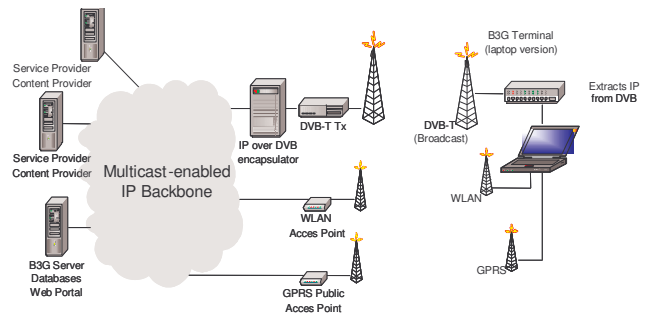 Service Provider
Content Provider
Service Provider
Content Provider
B3G Server
Databases
Web Portal
Multicast-enabled
IP Backbone
IP over DVB
encapsulator
DVB-T Tx
WLAN
Acces Point
GPRS Public
Acces Point
B3G Terminal
(laptop version)
Extracts IP
from DVB
DVB-T
(Broadcast)
WLAN
GPRS